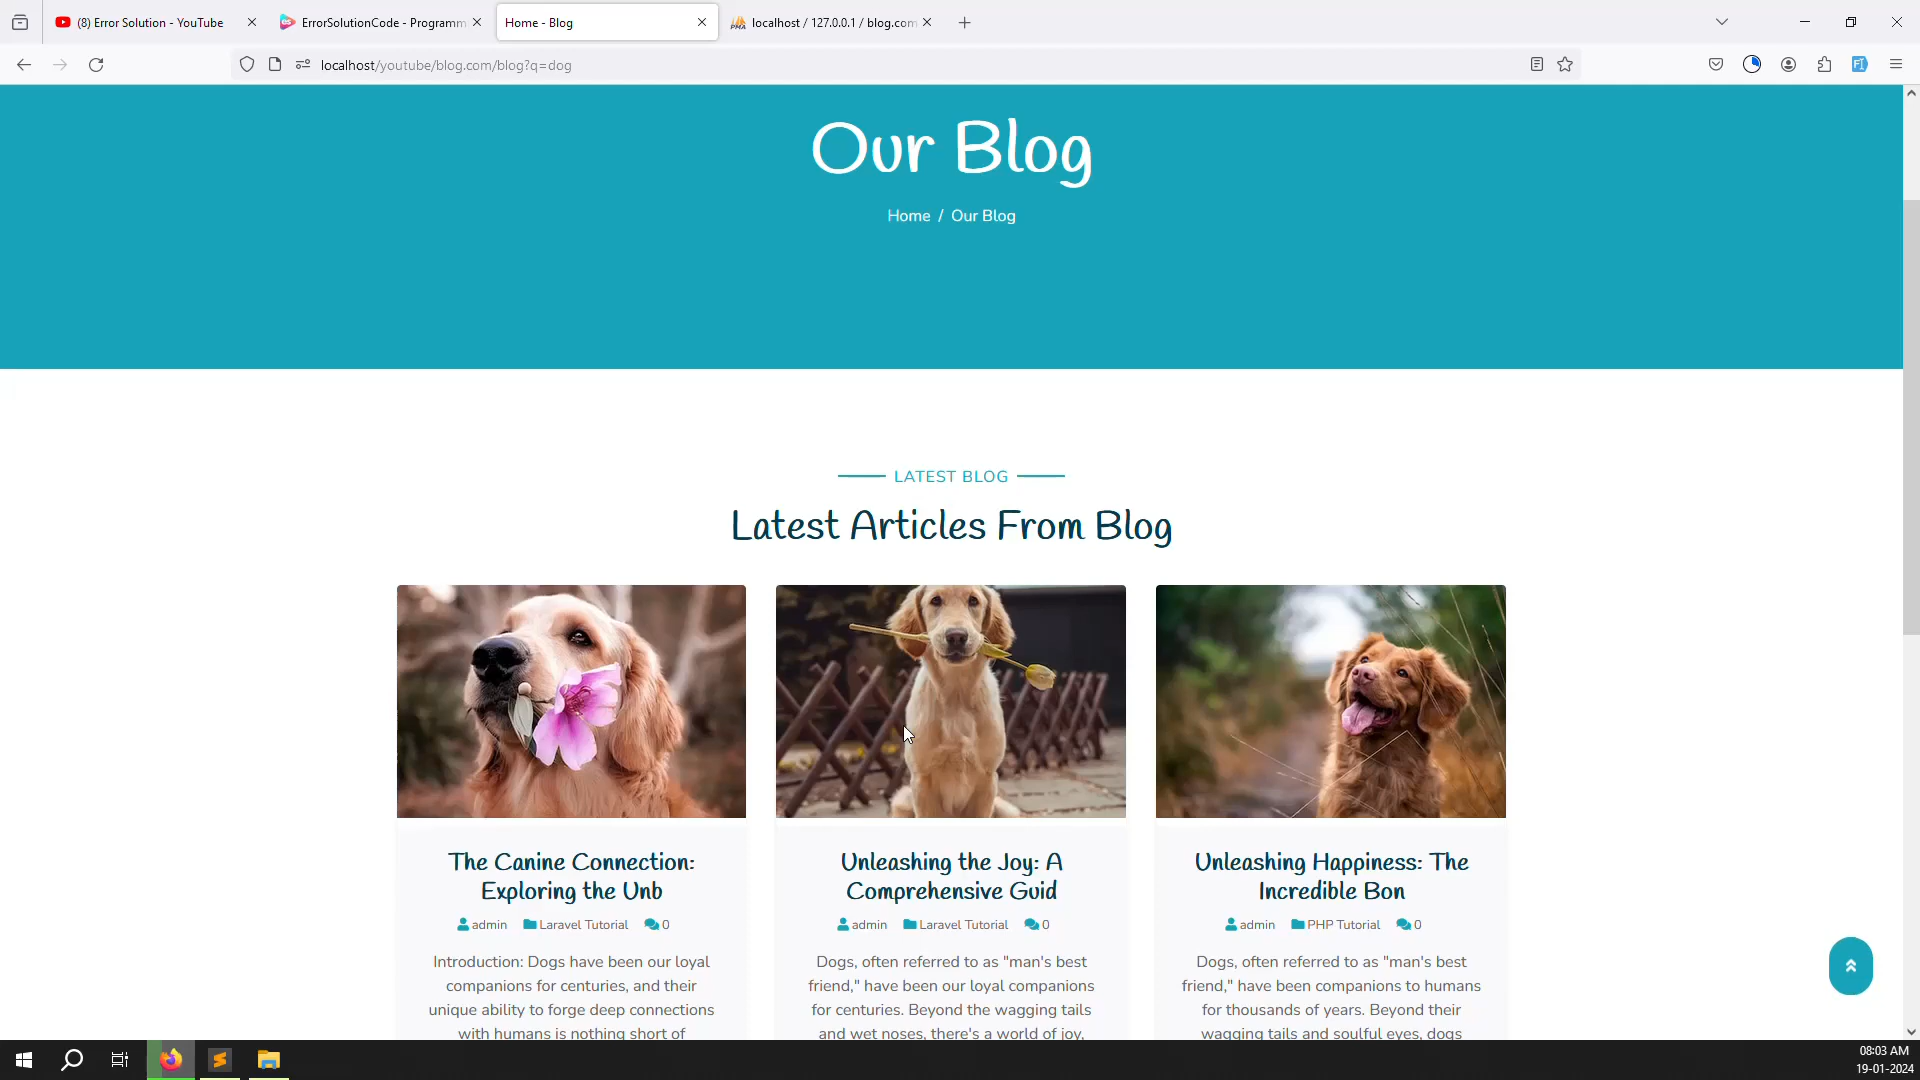 (8) Error Solution - YouTube
ErrorSolutionCode - Programm
Home - Blog
localhost / 127.0.0.1 / blog.com
localhost/youtube/blog.com/blog?q=dog
Our Blog
Home / Our Blog
LATEST BLOG
Latest Articles From Blog
The Canine Connection:
Exploring the Unb
admin Laravel Tutorial 0
Introduction: Dogs have been our loyal
companions for centuries, and their
unique ability to forge deep connections
with humans is nothing short of
Unleashing the Joy: A
Comprehensive Guid
admin Laravel Tutorial 0
Dogs, often referred to as "man's best
friend," have been our loyal companions
for centuries. Beyond the wagging tails
and wet noses, there's a world of joy,
Unleashing Happiness: The
Incredible Bon
admin PHP Tutorial 0
Dogs, often referred to as "man's best
friend," have been companions to humans
for thousands of years. Beyond their
wagging tails and soulful eyes, dogs
08:03 AM
19-01-2024